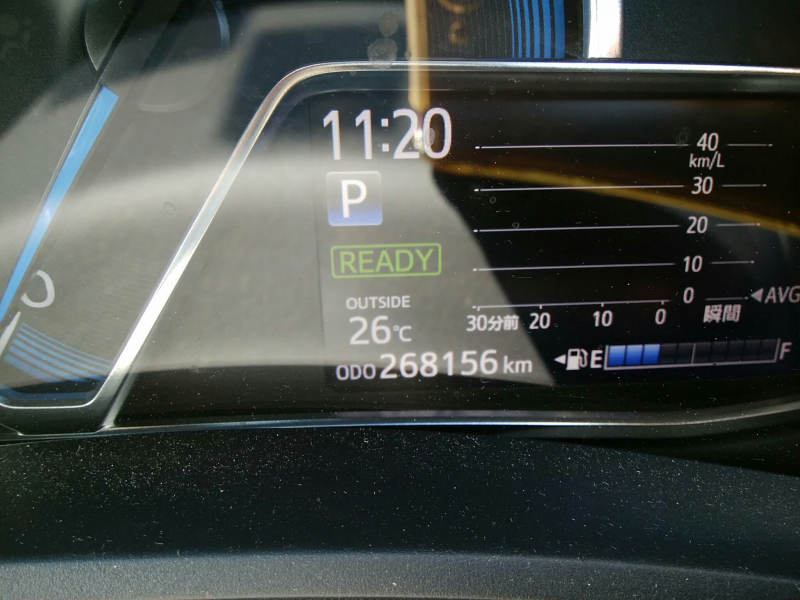 11:20
P
READY
OUTSIDE
26℃
ODO 268156 km
40
km/L
30
20
10
0
AVG
30分前 20 10 0 瞬間
E F